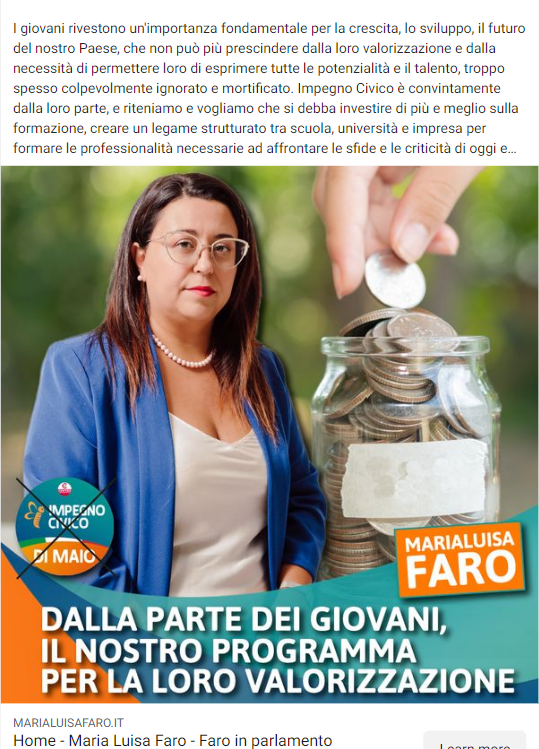 I giovani rivestono un'importanza fondamentale per la crescita, lo sviluppo, il futuro
del nostro Paese, che non può più prescindere dalla loro valorizzazione e dalla
necessità di permettere loro di esprimere tutte le potenzialità e il talento, troppo
spesso colpevolmente ignorato e mortificato. Impegno Civico è convintamente
dalla loro parte, e riteniamo e vogliamo che si debba investire di più e meglio sulla
formazione, creare un legame strutturato tra scuola, università e impresa per
formare le professionalità necessarie ad affrontare le sfide e le criticità di oggi e...
IMPEGNO
CIVICO
DI MAIO
MARIALUISA
FARO
DALLA PARTE DEI GIOVANI,
IL NOSTRO PROGRAMMA
PER LA LORO VALORIZZAZIONE
MARIALUISAFARO.IT
Home - Maria Luisa Faro - Faro in parlamento
Learn more